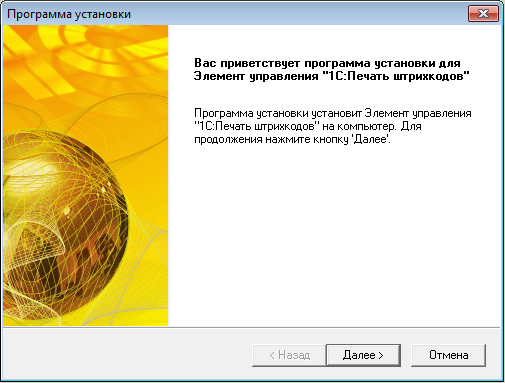 Программа установки
Вас приветствует программа установки для
Элемент управления "1С:Печать штрихкодов"
Программа установки установит Элемент управления
"1С:Печать штрихкодов" на компьютер. Для
продолжения нажмите кнопку 'Далее'.
< Назад Далее > Отмена